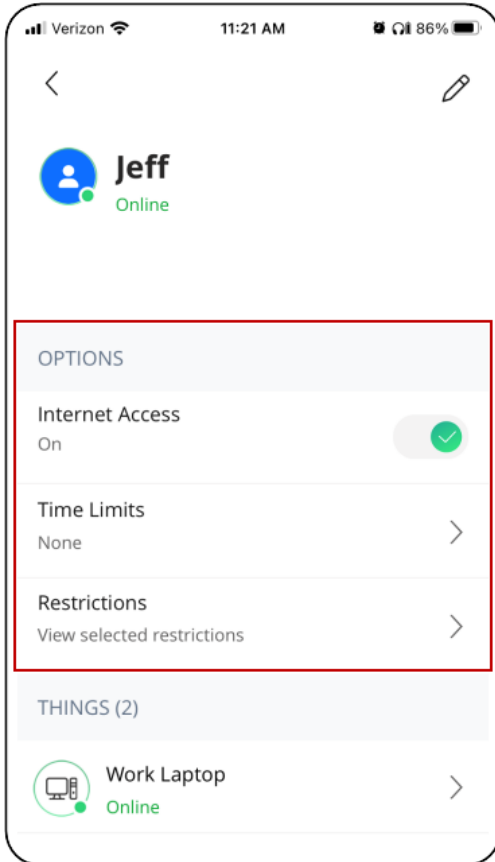 Verizon 11:21 AM 86%
Jeff
Online
OPTIONS
Internet Access
On
Time Limits
None
Restrictions
View selected restrictions
THINGS (2)
Work Laptop
Online